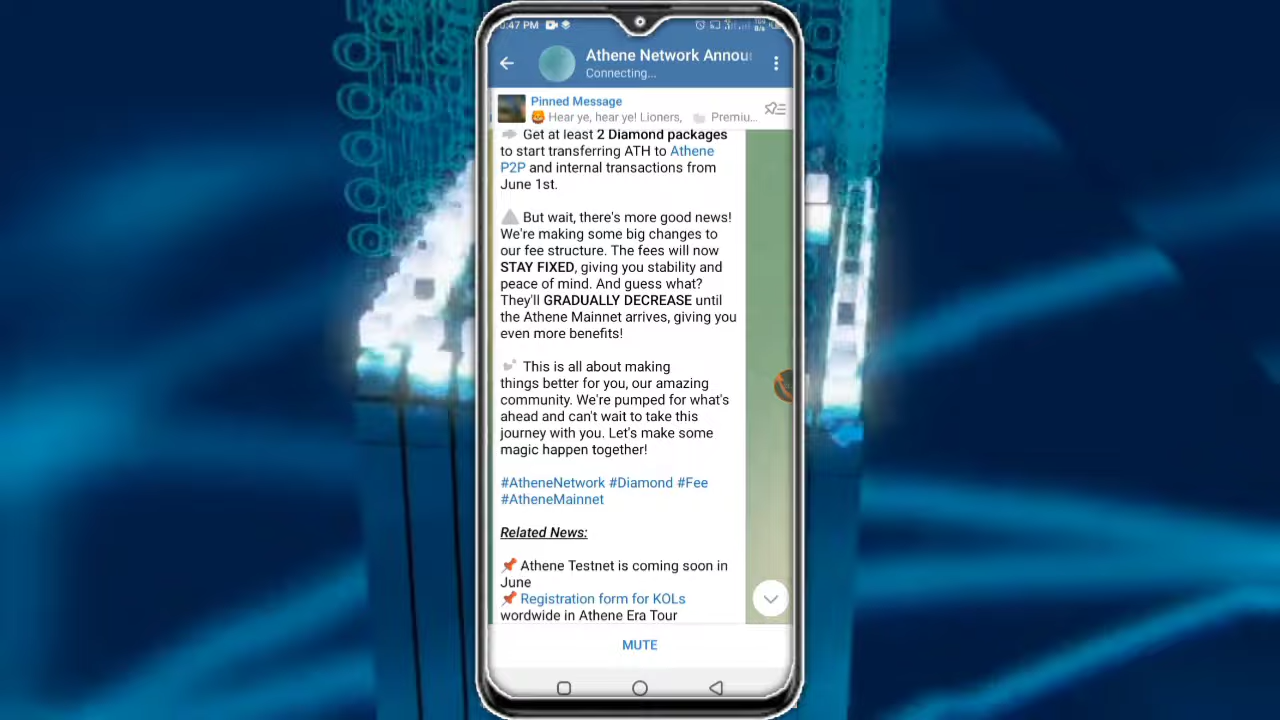 :47 PM
Athene Network Annou
Connecting...
Pinned Message
Hear ye, hear ye! Lioners, Premiu...
Get at least 2 Diamond packages
to start transferring ATH to Athene
P2P and internal transactions from
June 1st.
But wait, there's more good news!
We're making some big changes to
our fee structure. The fees will now
STAY FIXED, giving you stability and
peace of mind. And guess what?
They'll GRADUALLY DECREASE until
the Athene Mainnet arrives, giving you
even more benefits!
This is all about making
things better for you, our amazing
community. We're pumped for what's
ahead and can't wait to take this
journey with you. Let's make some
magic happen together!
#AtheneNetwork #Diamond #Fee
#AtheneMainnet
Related News:
Athene Testnet is coming soon in
June
Registration form for KOLs
wordwide in Athene Era Tour
MUTE